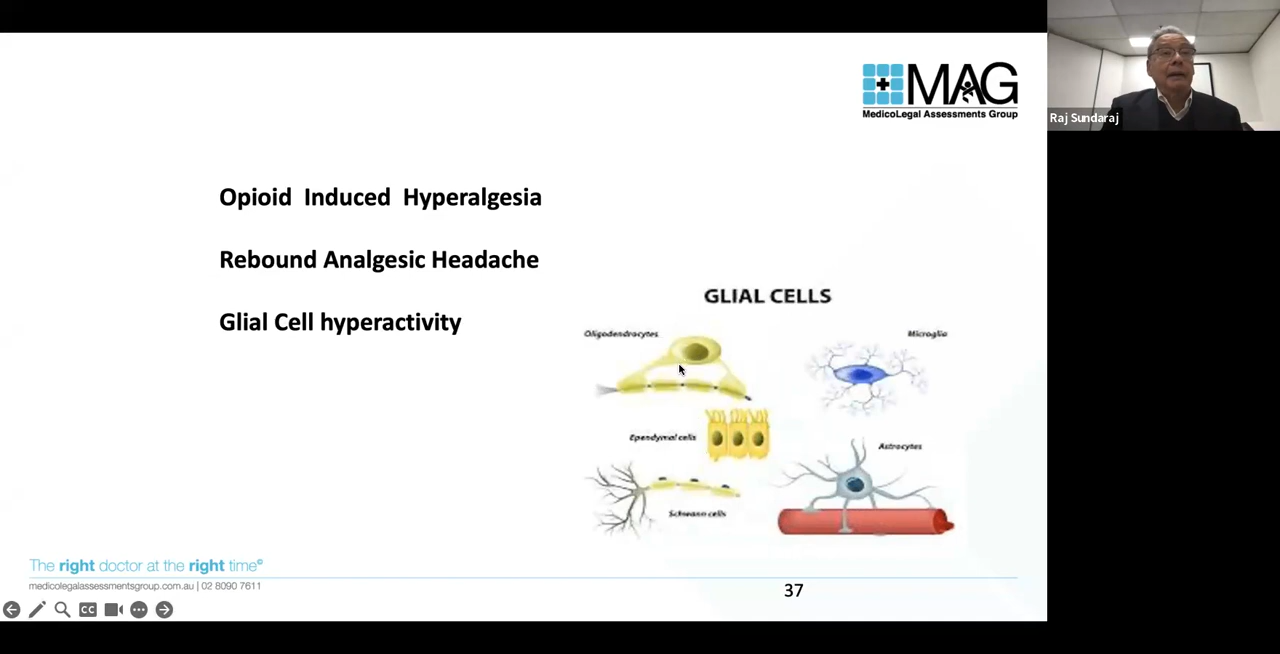 MAG
MedicoLegal Assessments Group
Raj Sundaraj
Opioid Induced Hyperalgesia
Rebound Analgesic Headache
Glial Cell hyperactivity
GLIAL CELLS
Oligodendrocytes
Microglia
Ependymal cells
Astrocytes
Schwann cells
The right doctor at the right time©
medicolegalassessmentsgroup.com.au | 02 8090 7611
37
CC